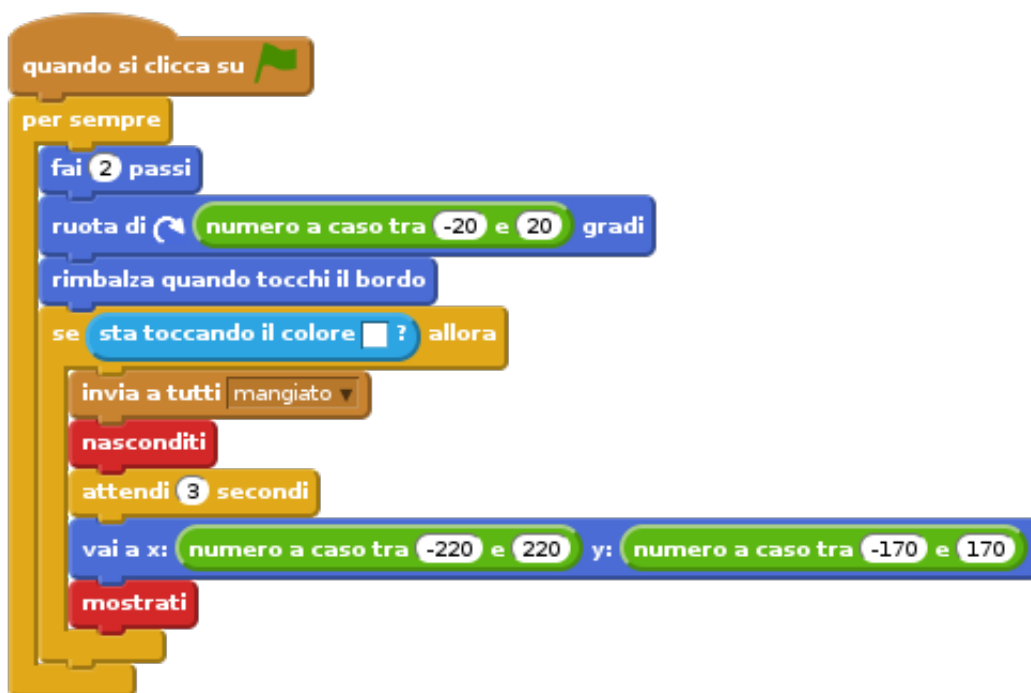 quando si clicca su
per sempre
fai 2 passi
ruota di numero a caso tra -20 e 20 gradi
rimbalza quando tocchi il bordo
se sta toccando il colore ? allora
invia a tutti mangiato
nasconditi
attendi 3 secondi
vai a x: numero a caso tra -220 e 220 y: numero a caso tra -170 e 170
mostrati